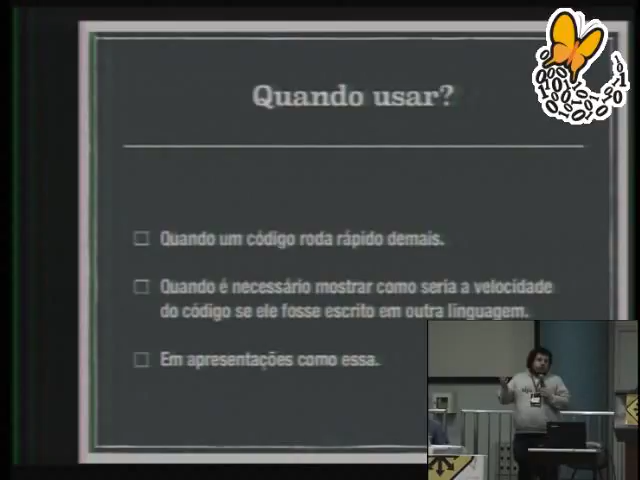 Quando usar?
Quando um código roda rápido demais.
Quando é necessário mostrar como seria a velocidade
do código se ele fosse escrito em outra linguagem.
Em apresentações como essa.